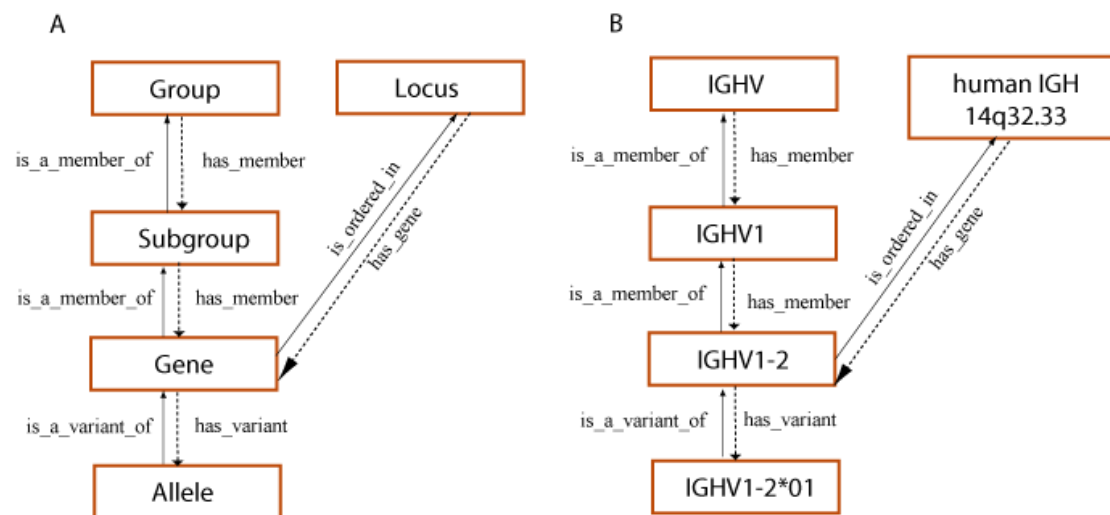 A
Group
Locus
is_a_member_of
has_member
Subgroup
is_ordered_in
has_gene
is_a_member_of
has_member
Gene
is_a_variant_of
has_variant
Allele
B
IGHV
human IGH
14q32.33
is_a_member_of
has_member
IGHV1
is_ordered_in
has_gene
is_a_member_of
has_member
IGHV1-2
is_a_variant_of
has_variant
IGHV1-2*01